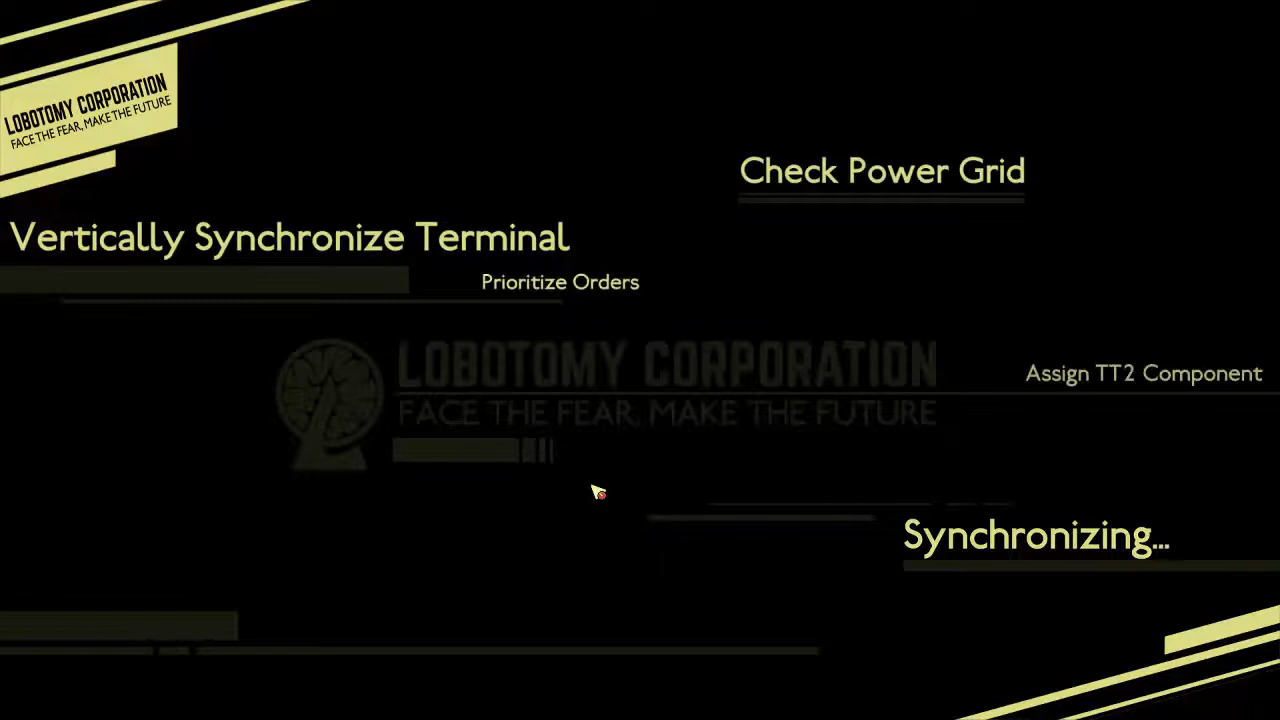 LOBOTOMY CORPORATION
FACE THE FEAR, MAKE THE FUTURE
Check Power Grid
Vertically Synchronize Terminal
Prioritize Orders
LOBOTOMY CORPORATION
FACE THE FEAR, MAKE THE FUTURE
Assign TT2 Component
Synchronizing...